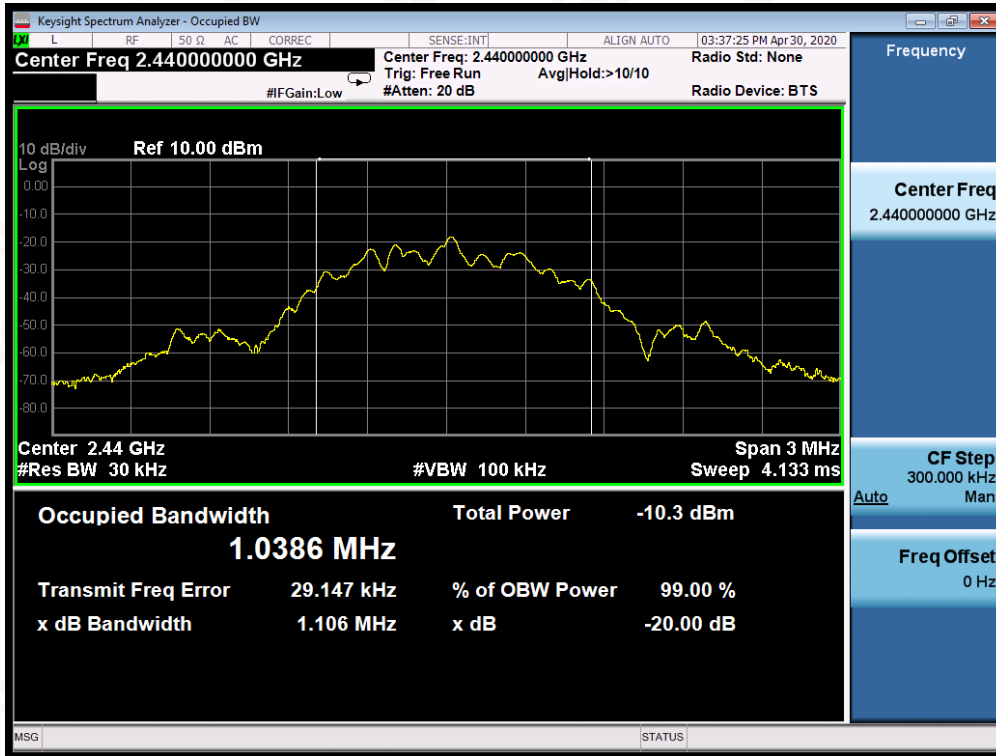 Keysight Spectrum Analyzer - Occupied BW
LXI L RF 50 Ω AC CORREC SENSE:INT ALIGN AUTO 03:37:25 PM Apr 30, 2020
Center Freq 2.440000000 GHz
Center Freq: 2.440000000 GHz
Radio Std: None
Trig: Free Run Avg|Hold:>10/10
#IFGain:Low
#Atten: 20 dB
Radio Device: BTS
10 dB/div Ref 10.00 dBm
Log
0.00
-10.0
-20.0
-30.0
-40.0
-50.0
-60.0
-70.0
-80.0
Center 2.44 GHz Span 3 MHz
#Res BW 30 kHz #VBW 100 kHz Sweep 4.133 ms
Occupied Bandwidth Total Power -10.3 dBm
1.0386 MHz
Transmit Freq Error 29.147 kHz % of OBW Power 99.00 %
x dB Bandwidth 1.106 MHz x dB -20.00 dB
MSG STATUS
Frequency
Center Freq
2.440000000 GHz
CF Step
300.000 kHz
Auto Man
Freq Offset
0 Hz